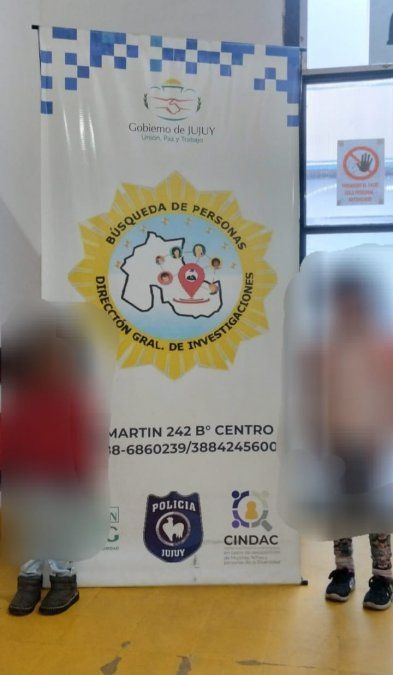 Gobierno de JUJUY
Unión, Paz y Trabajo
BÚSQUEDA DE PERSONAS
DIRECCIÓN GRAL. DE INVESTIGACIONES
MARTIN 242 B° CENTRO
88-6860239/3884245600
POLICIA
JUJUY
CINDAC